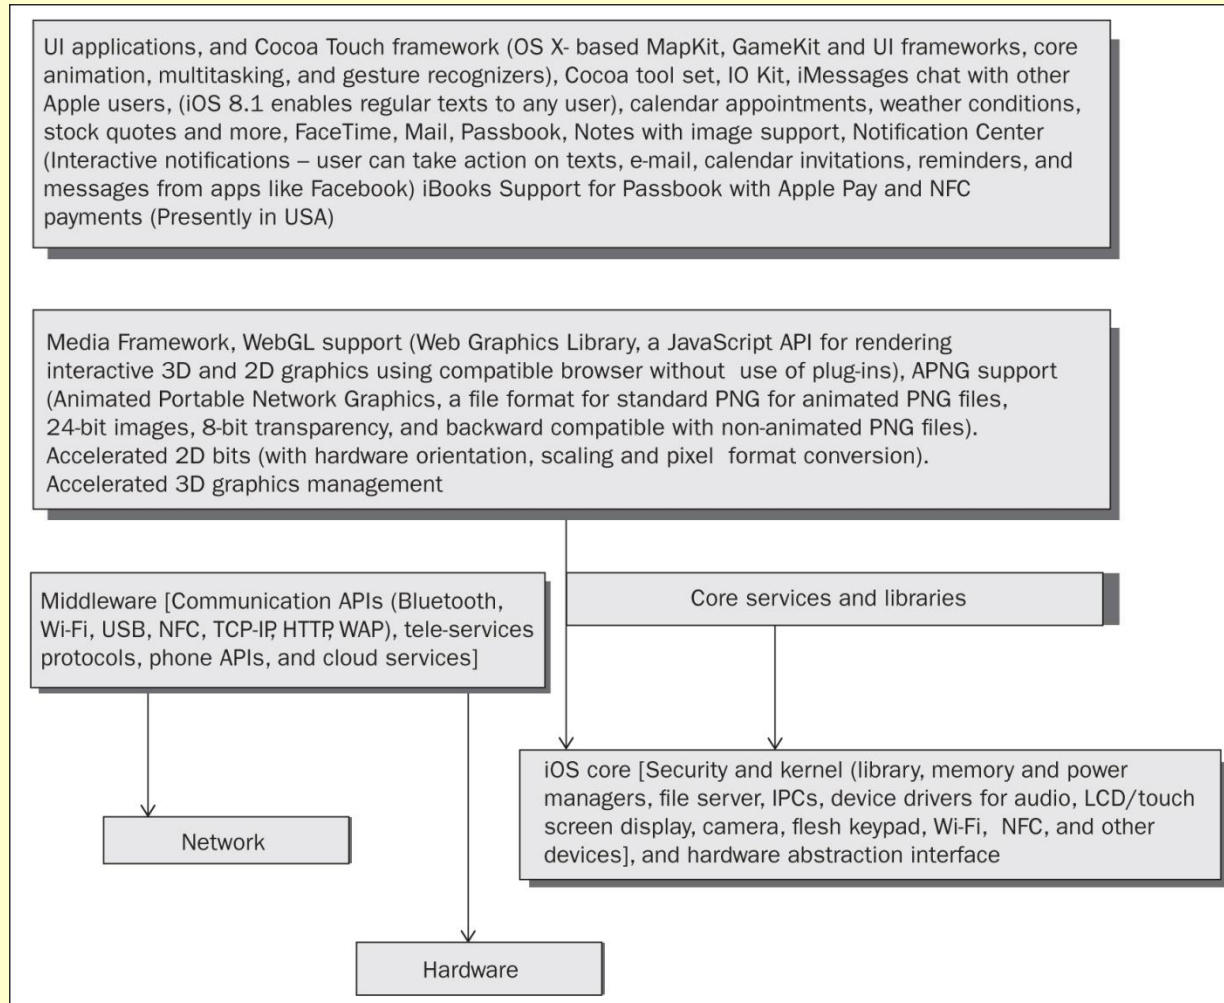 UI applications, and Cocoa Touch framework (OS X- based MapKit, GameKit and UI frameworks, core
animation, multitasking, and gesture recognizers), Cocoa tool set, IO Kit, iMessages chat with other
Apple users, (iOS 8.1 enables regular texts to any user), calendar appointments, weather conditions,
stock quotes and more, FaceTime, Mail, Passbook, Notes with image support, Notification Center
(Interactive notifications – user can take action on texts, e-mail, calendar invitations, reminders, and
messages from apps like Facebook) iBooks Support for Passbook with Apple Pay and NFC
payments (Presently in USA)
Media Framework, WebGL support (Web Graphics Library, a JavaScript API for rendering
interactive 3D and 2D graphics using compatible browser without use of plug-ins), APNG support
(Animated Portable Network Graphics, a file format for standard PNG for animated PNG files,
24-bit images, 8-bit transparency, and backward compatible with non-animated PNG files).
Accelerated 2D bits (with hardware orientation, scaling and pixel format conversion).
Accelerated 3D graphics management
Middleware [Communication APIs (Bluetooth,
Wi-Fi, USB, NFC, TCP-IP, HTTP, WAP), tele-services
protocols, phone APIs, and cloud services]
Core services and libraries
iOS core [Security and kernel (library, memory and power
managers, file server, IPCs, device drivers for audio, LCD/touch
screen display, camera, flesh keypad, Wi-Fi, NFC, and other
devices], and hardware abstraction interface
Network
Hardware